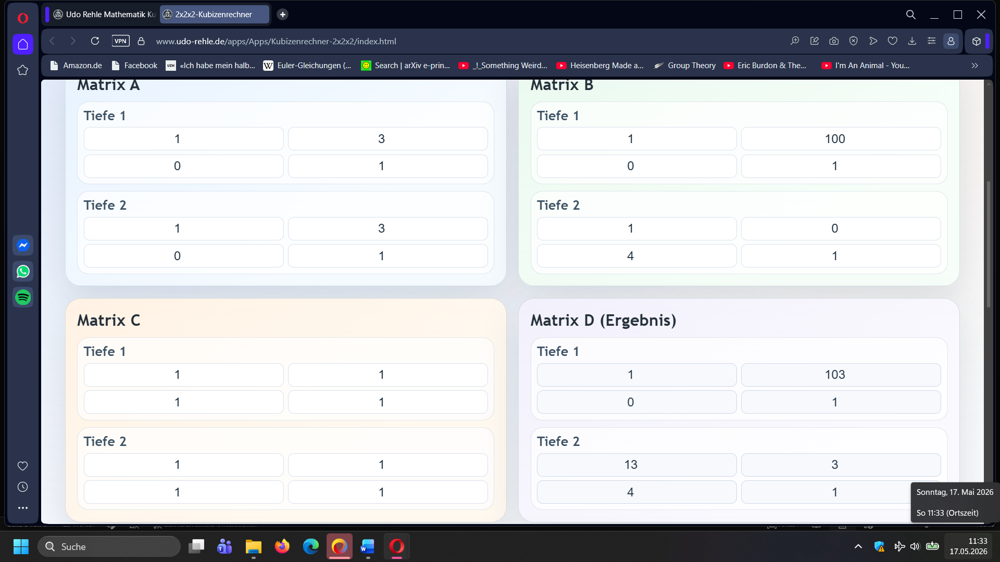 Udo Rehle Mathematik Ku
2x2x2-Kubizenrechner
VPN
www.udo-rehle.de/apps/Apps/Kubizenrechner-2x2x2/index.html
Amazon.de
Facebook
UZH «Ich habe mein halb...
W Euler-Gleichungen (...
Search | arXiv e-prin...
_!_Something Weird...
Heisenberg Made a...
Group Theory
Eric Burdon & The...
I'm An Animal - You...
Matrix A
Tiefe 1
1 3
0 1
Tiefe 2
1 3
0 1
Matrix B
Tiefe 1
1 100
0 1
Tiefe 2
1 0
4 1
Matrix C
Tiefe 1
1 1
1 1
Tiefe 2
1 1
1 1
Matrix D (Ergebnis)
Tiefe 1
1 103
0 1
Tiefe 2
13 3
4 1
Sonntag, 17. Mai 2026
So 11:33 (Ortszeit)
Suche
11:33
17.05.2026